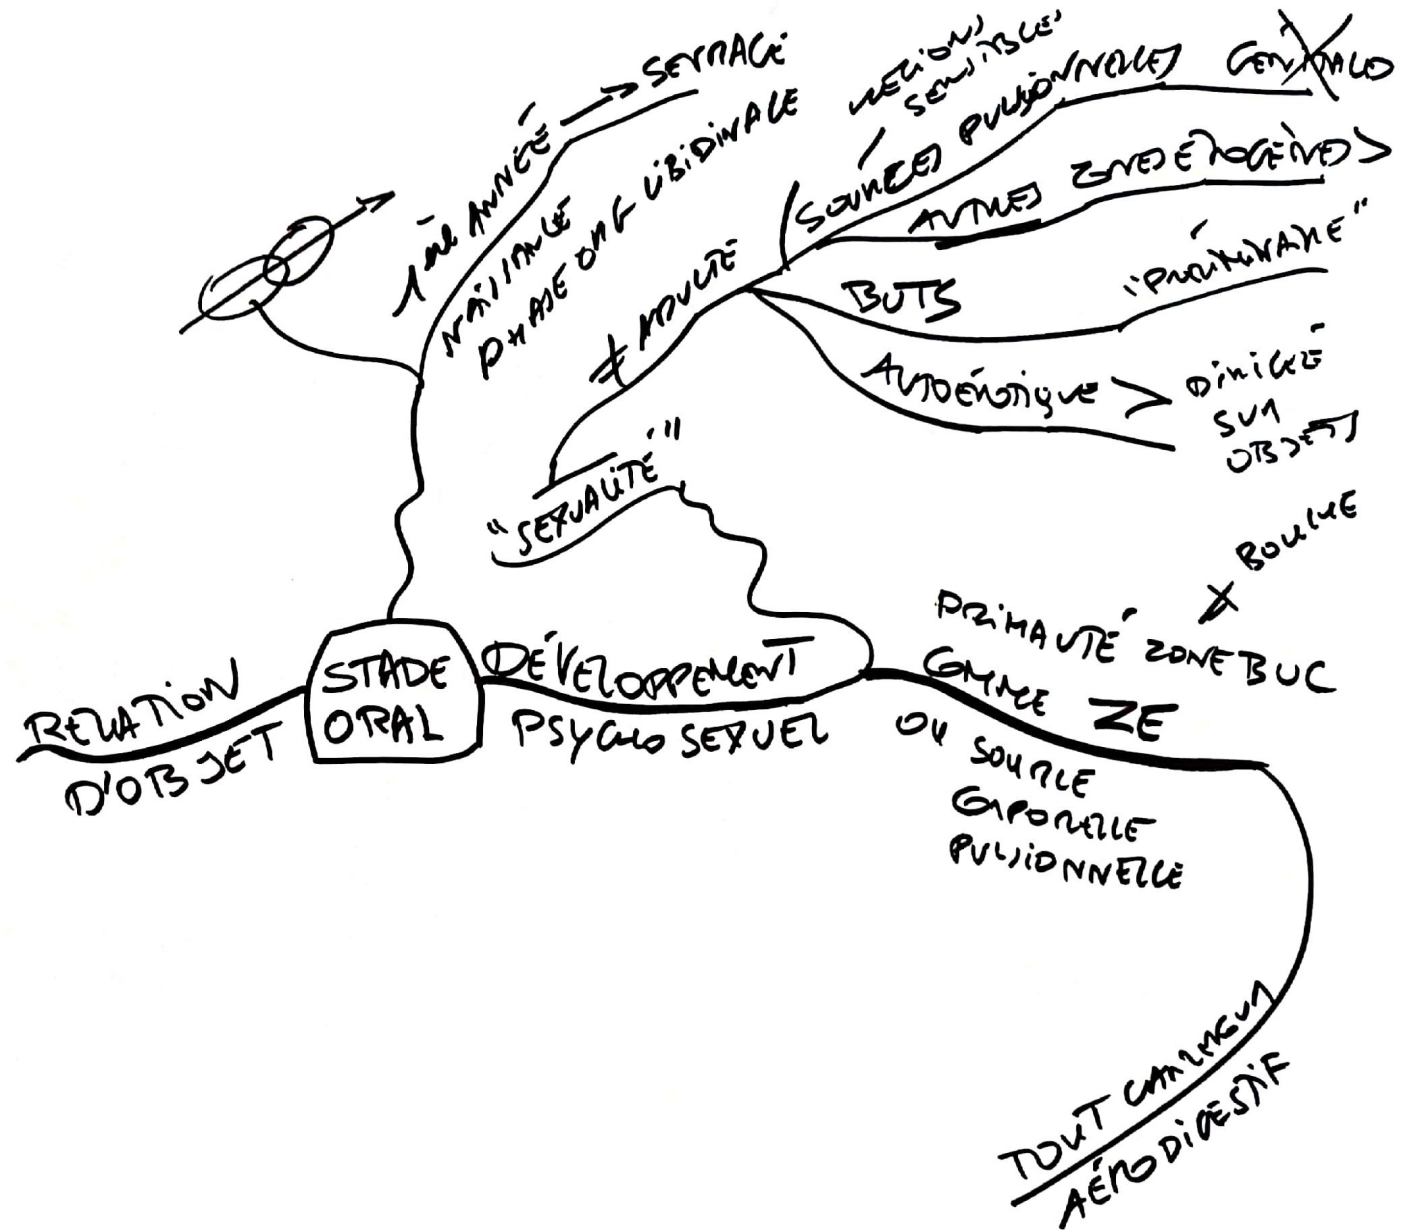 SEVRAGE
1ÈRE ANNÉE
NAISSANCE
PHASE ORG LIBIDINALE
RÉGIONS
SENSIBLES
SOURCES PULSIONNELLES
GENITALES
AUTRES ZONES ÉROGÈNES >
≠ ADULTE
BUTS
"PRÉLIMINAIRE"
AUTOÉROTIQUE > DIRIGÉ
SUR
OBJETS
"SEXUALITÉ"
≠ BOUCHE
PRIMAUTÉ ZONE BUC
COMME ZE
OU SOURCE
CORPORELLE
PULSIONNELLE
STADE
ORAL
DÉVELOPPEMENT
PSYCHOSEXUEL
RELATION
D'OBJET
TOUT CARREFOUR
AÉRODIGESTIF